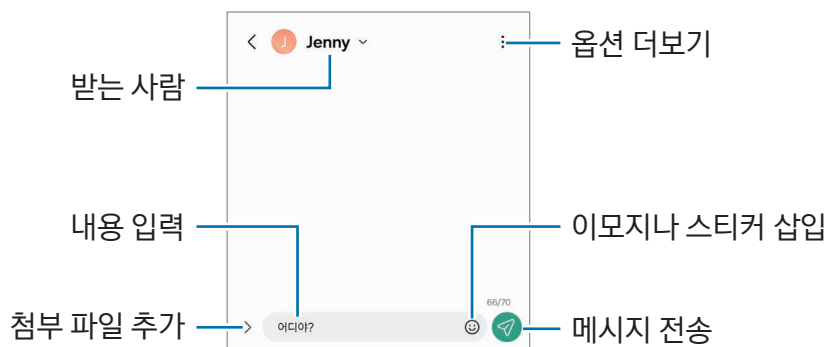 J Jenny
옵션 더보기
받는 사람
내용 입력
이모지나 스티커 삽입
66/70
첨부 파일 추가
어디야?
메시지 전송